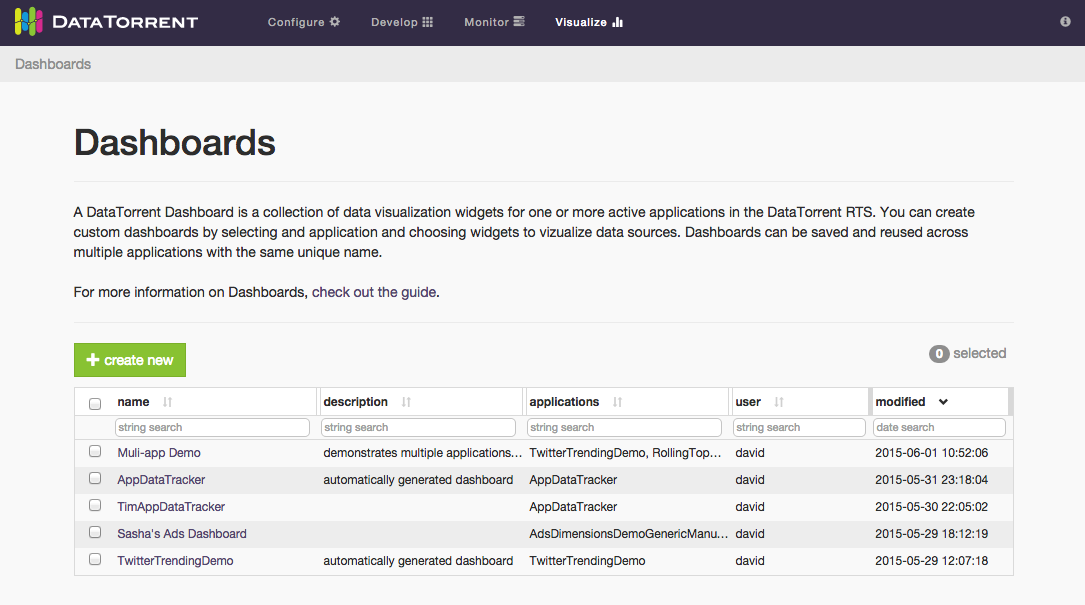 DATATORRENT Configure Develop Monitor Visualize
Dashboards
Dashboards
A DataTorrent Dashboard is a collection of data visualization widgets for one or more active applications in the DataTorrent RTS. You can create
custom dashboards by selecting and application and choosing widgets to vizualize data sources. Dashboards can be saved and reused across
multiple applications with the same unique name.
For more information on Dashboards, check out the guide.
+ create new 0 selected
name description applications user modified
string search string search string search string search date search
Muli-app Demo demonstrates multiple applications... TwitterTrendingDemo, RollingTop... david 2015-06-01 10:52:06
AppDataTracker automatically generated dashboard AppDataTracker david 2015-05-31 23:18:04
TimAppDataTracker AppDataTracker david 2015-05-30 22:05:02
Sasha's Ads Dashboard AdsDimensionsDemoGenericManu... david 2015-05-29 18:12:19
TwitterTrendingDemo automatically generated dashboard TwitterTrendingDemo david 2015-05-29 12:07:18